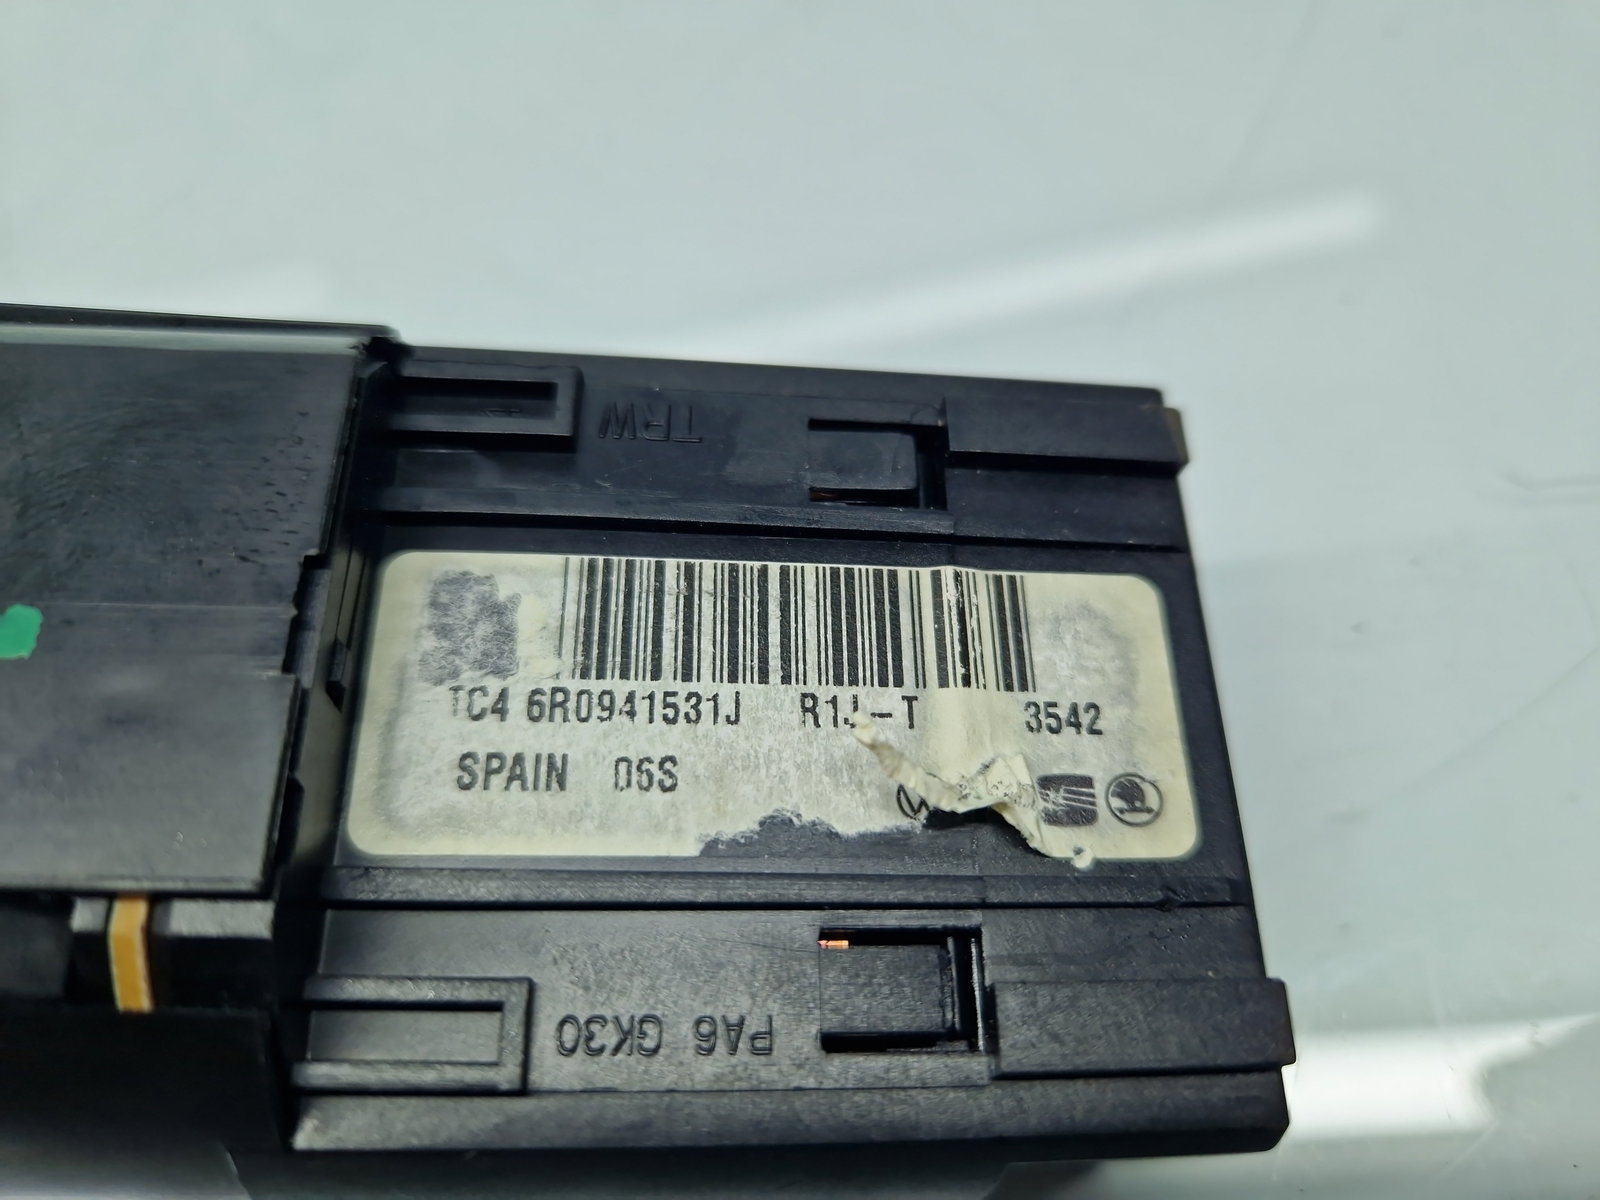 TRW
TC4 6R0941531J R1J-T 3542
SPAIN 06S
PA6 GK30